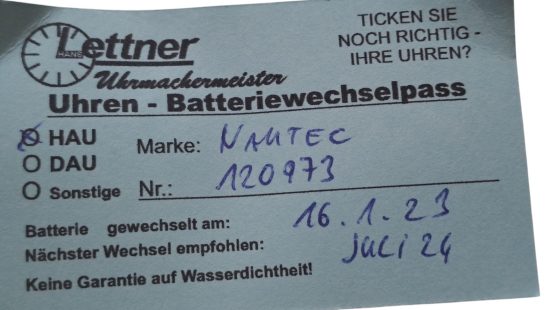 HANS Lettner
Uhrmachermeister
TICKEN SIE
NOCH RICHTIG -
IHRE UHREN?
Uhren - Batteriewechselpass
HAU
DAU
Sonstige
Marke: NAUTEC
Nr.: 120973
Batterie gewechselt am: 16.1.23
Nächster Wechsel empfohlen: JULI 24
Keine Garantie auf Wasserdichtheit!